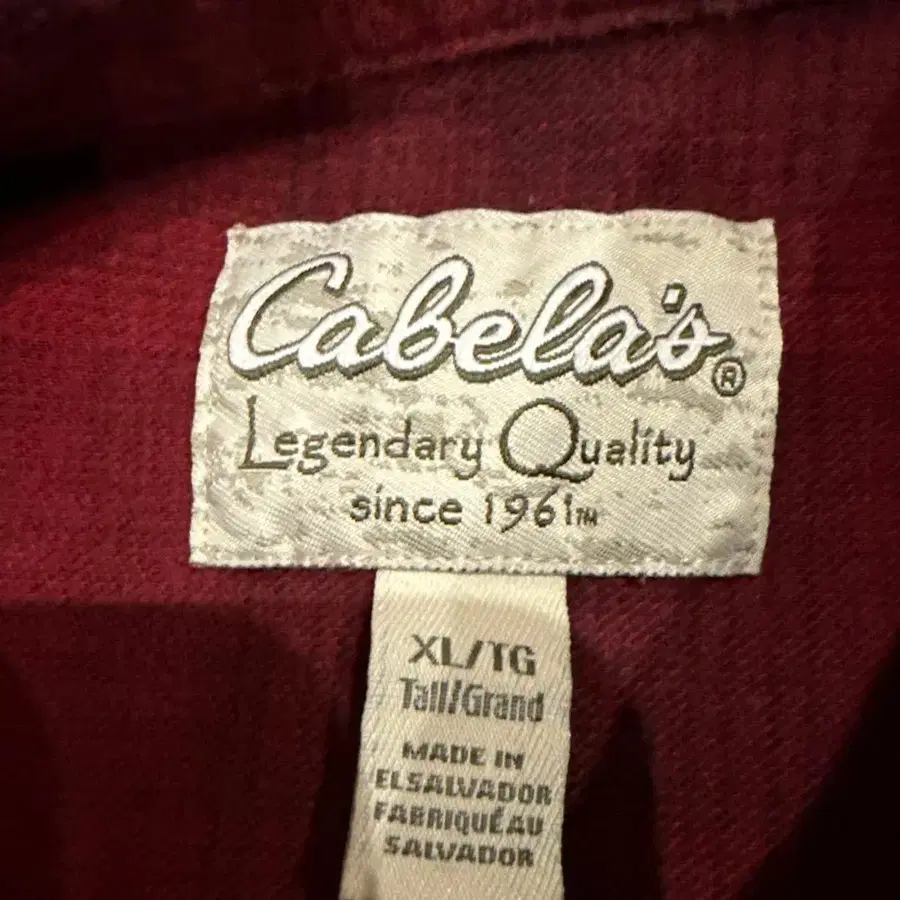 Cabela's®
Legendary Quality
since 1961™
XL/TG
Tall/Grand
MADE IN
ELSALVADOR
FABRIQUÉAU
SALVADOR